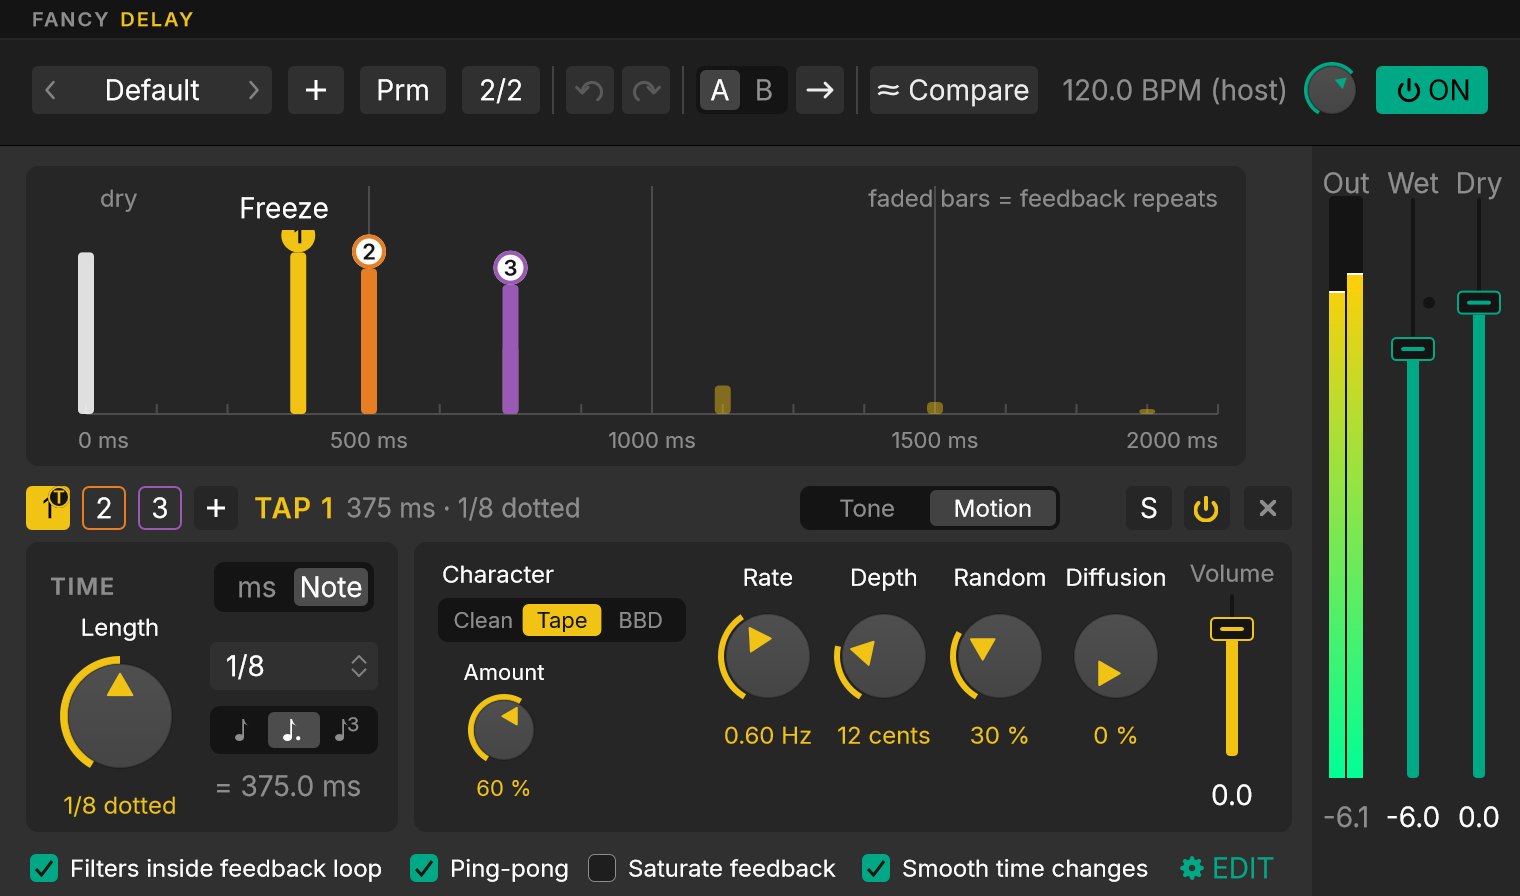 FANCY DELAY
Default + Prm 2/2 A B → ≈ Compare 120.0 BPM (host) ON
dry Freeze faded bars = feedback repeats
1 2 3
0 ms 500 ms 1000 ms 1500 ms 2000 ms
Out Wet Dry
1 T 2 3 + TAP 1 375 ms · 1/8 dotted Tone Motion S ×
TIME ms Note
Length
1/8
3
= 375.0 ms
1/8 dotted
Character
Clean Tape BBD
Amount
60 %
Rate Depth Random Diffusion Volume
0.60 Hz 12 cents 30 % 0 %
0.0
-6.1 -6.0 0.0
Filters inside feedback loop Ping-pong Saturate feedback Smooth time changes EDIT